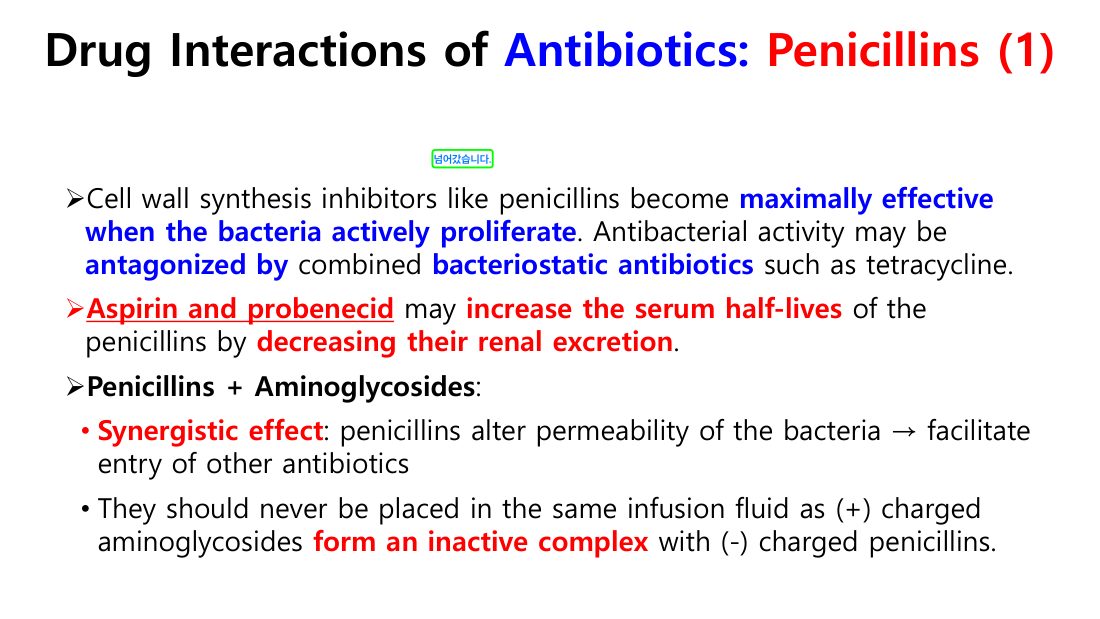 Drug Interactions of Antibiotics: Penicillins (1)
넘어갔습니다.
➢Cell wall synthesis inhibitors like penicillins become maximally effective
when the bacteria actively proliferate. Antibacterial activity may be
antagonized by combined bacteriostatic antibiotics such as tetracycline.
➢Aspirin and probenecid may increase the serum half-lives of the
penicillins by decreasing their renal excretion.
➢Penicillins + Aminoglycosides:
• Synergistic effect: penicillins alter permeability of the bacteria → facilitate
entry of other antibiotics
• They should never be placed in the same infusion fluid as (+) charged
aminoglycosides form an inactive complex with (-) charged penicillins.